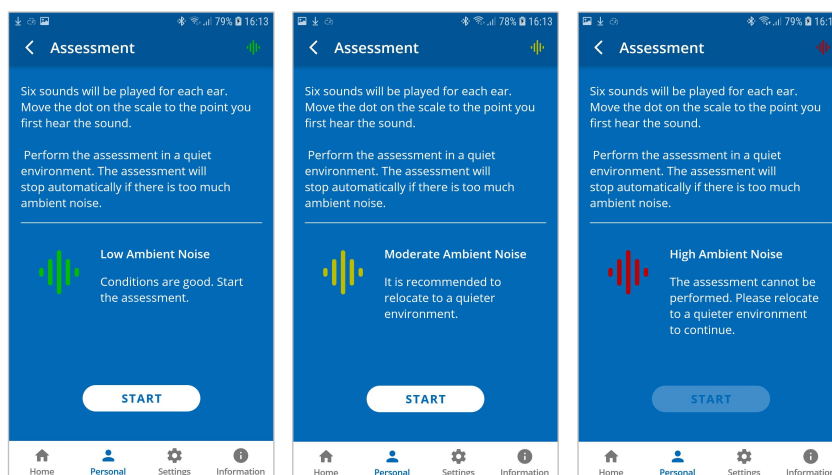 79% 16:13
Assessment
Six sounds will be played for each ear.
Move the dot on the scale to the point you
first hear the sound.
Perform the assessment in a quiet
environment. The assessment will
stop automatically if there is too much
ambient noise.
Low Ambient Noise
Conditions are good. Start
the assessment.
START
Home Personal Settings Information
78% 16:13
Assessment
Six sounds will be played for each ear.
Move the dot on the scale to the point you
first hear the sound.
Perform the assessment in a quiet
environment. The assessment will
stop automatically if there is too much
ambient noise.
Moderate Ambient Noise
It is recommended to
relocate to a quieter
environment.
START
Home Personal Settings Information
79% 16:1
Assessment
Six sounds will be played for each ear.
Move the dot on the scale to the point you
first hear the sound.
Perform the assessment in a quiet
environment. The assessment will
stop automatically if there is too much
ambient noise.
High Ambient Noise
The assessment cannot be
performed. Please relocate
to a quieter environment
to continue.
START
Home Personal Settings Information